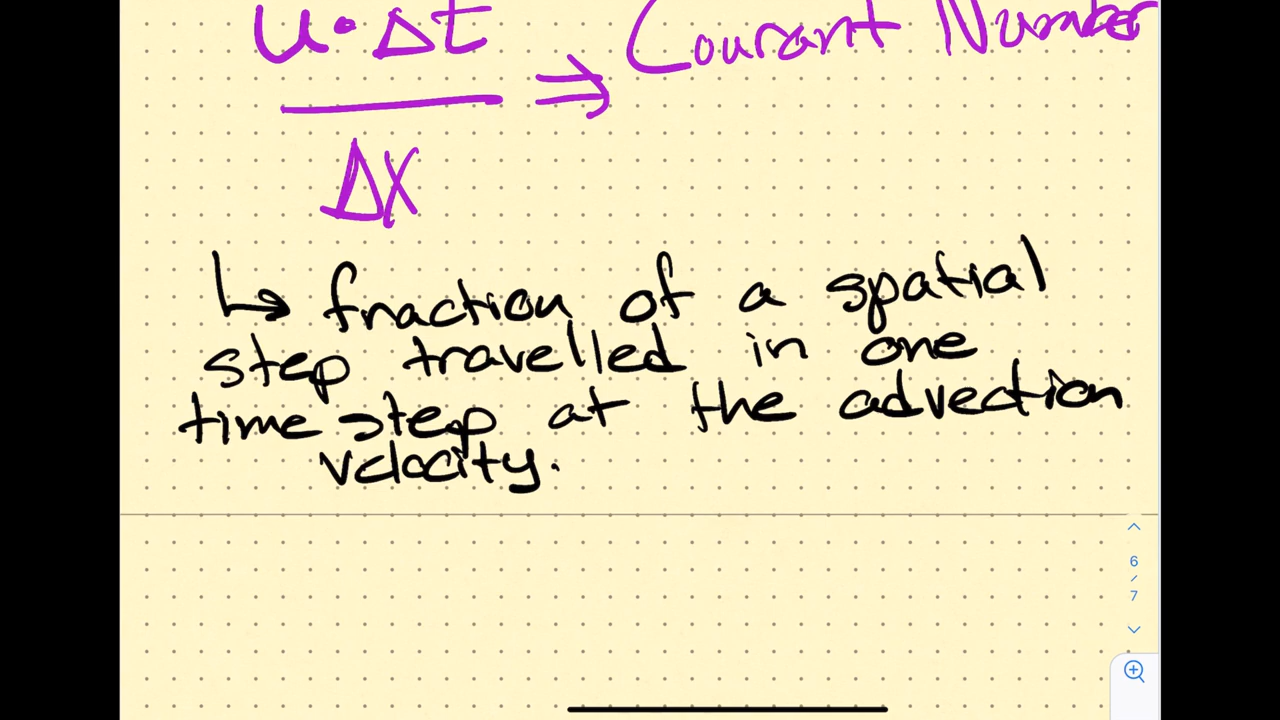 u · Δt
⇒ Courant Number
Δx
↳ fraction of a spatial
step travelled in one
time step at the advection
velocity.
6
/
7